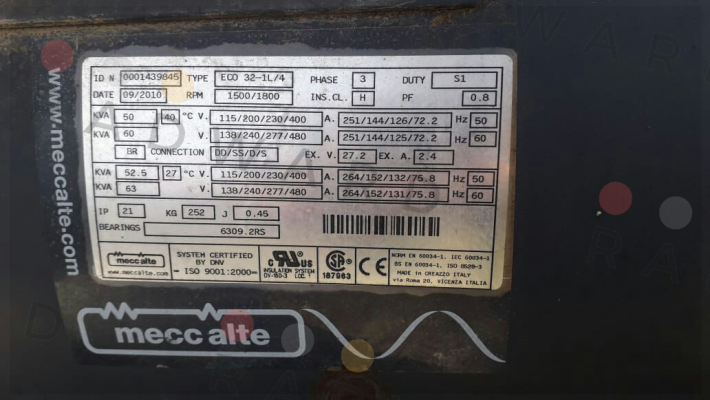 ID N 0001439845 TYPE ECO 32-1L/4 PHASE 3 DUTY S1
DATE 09/2010 RPM 1500/1800 INS.CL. H PF 0.8
KVA 50 40 °C V. 115/200/230/400 A. 251/144/126/72.2 Hz 50
KVA 60 V. 138/240/277/480 A. 251/144/125/72.2 Hz 60
BR CONNECTION DD/SS/D/S EX. V. 27.2 EX. A. 2.4
KVA 52.5 27 °C V. 115/200/230/400 A. 264/152/132/75.8 Hz 50
KVA 63 V. 138/240/277/480 A. 264/152/131/75.8 Hz 60
IP 21 KG 252 J 0.45
BEARINGS 6309.2RS
meccalte
www.meccalte.com
SYSTEM CERTIFIED
BY DNV
- ISO 9001:2000 -
C US
INSULATION SYSTEM
LOC 1
SA
187963
CE
NORM EN 60034-1, IEC 60034-1
BS EN 60034-1, ISO 8528-3
MADE IN CREAZZO ITALY
via Roma 20, VICENZA ITALIA
meccalte
www.meccalte.com